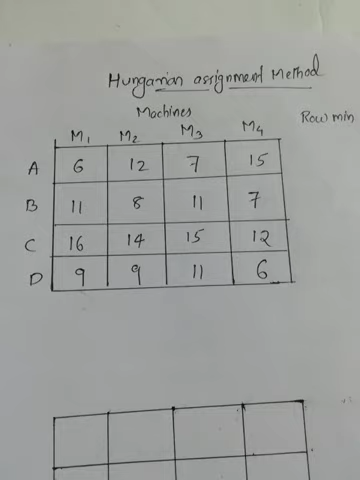 Hungarian assignment Method
Machines
Row min
M1 M2 M3 M4
A 6 12 7 15
B 11 8 11 7
C 16 14 15 12
D 9 9 11 6